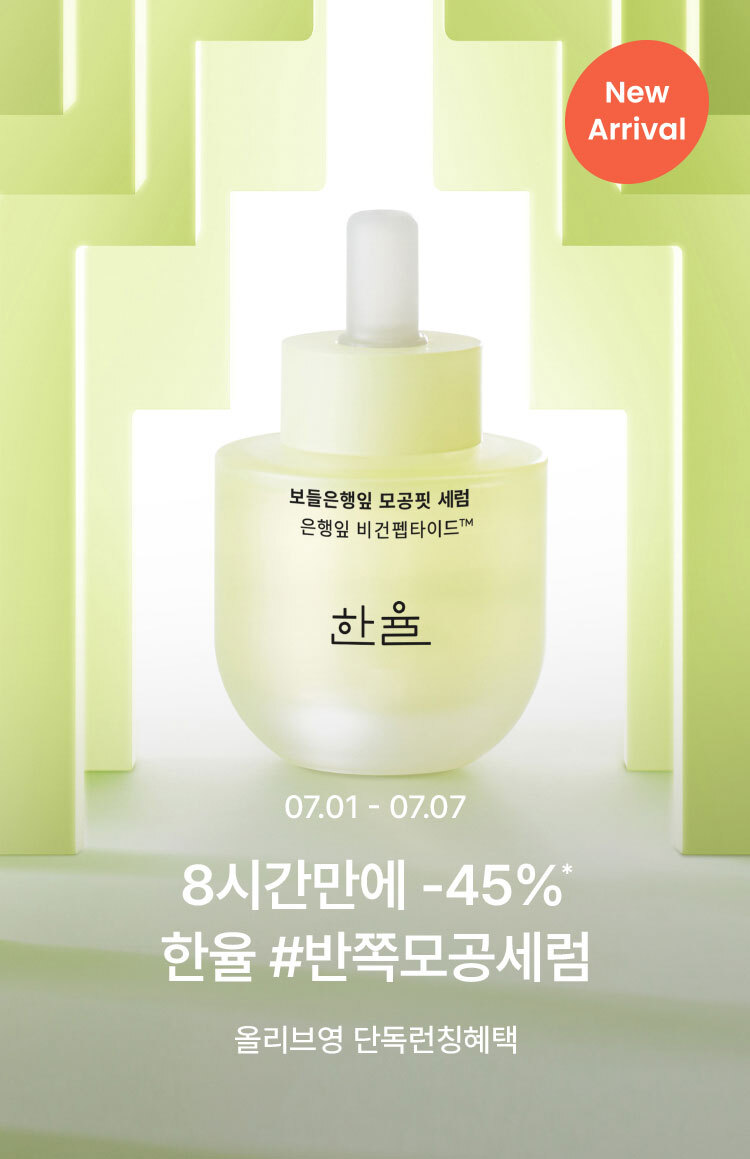 New
Arrival
보들은행잎 모공핏 세럼
은행잎 비건펩타이드™
한율
07.01 - 07.07
8시간만에 -45%*
한율 #반쪽모공세럼
올리브영 단독런칭혜택